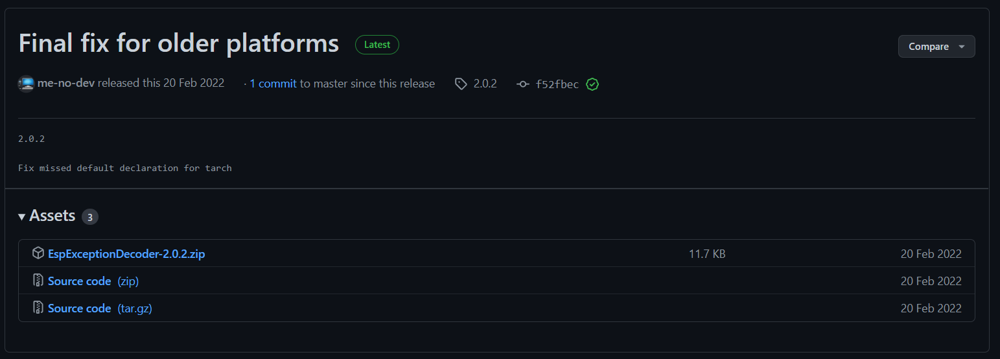 Final fix for older platforms Latest Compare
me-no-dev released this 20 Feb 2022 · 1 commit to master since this release 2.0.2 f52fbec
2.0.2
Fix missed default declaration for tarch
Assets 3
EspExceptionDecoder-2.0.2.zip 11.7 KB 20 Feb 2022
Source code (zip) 20 Feb 2022
Source code (tar.gz) 20 Feb 2022